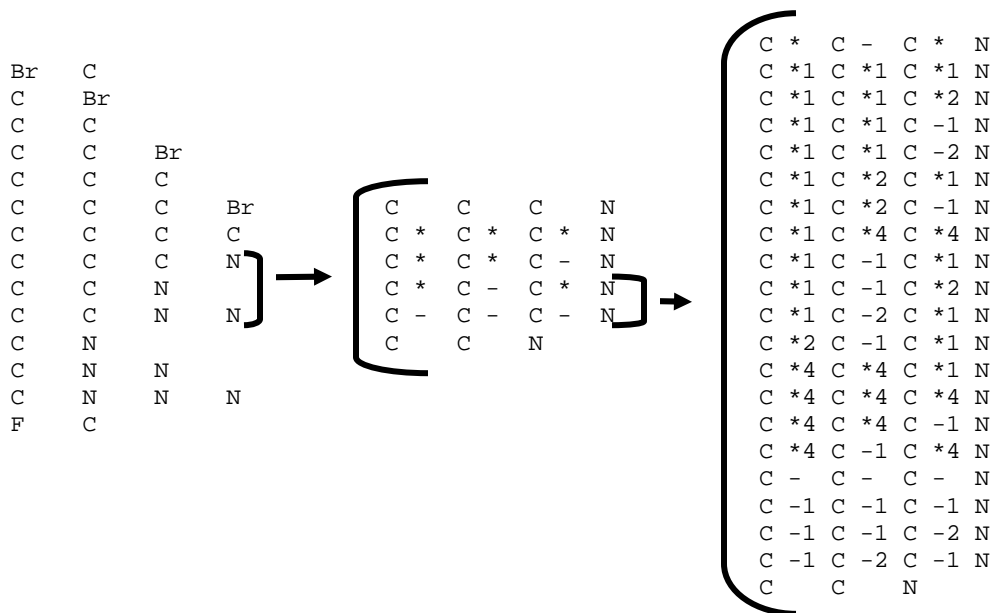 Br C
C Br
C C
C C Br
C C C
C C C Br
C C C C
C C C N
C C N
C C N N
C N
C N N
C N N N
F C
C C C N
C * C * C * N
C * C * C - N
C * C - C * N
C - C - C - N
C C N
C * C - C * N
C *1 C *1 C *1 N
C *1 C *1 C *2 N
C *1 C *1 C -1 N
C *1 C *1 C -2 N
C *1 C *2 C *1 N
C *1 C *2 C -1 N
C *1 C *4 C *4 N
C *1 C -1 C *1 N
C *1 C -1 C *2 N
C *1 C -2 C *1 N
C *2 C -1 C *1 N
C *4 C *4 C *1 N
C *4 C *4 C *4 N
C *4 C *4 C -1 N
C *4 C -1 C *4 N
C - C - C - N
C -1 C -1 C -1 N
C -1 C -1 C -2 N
C -1 C -2 C -1 N
C C N